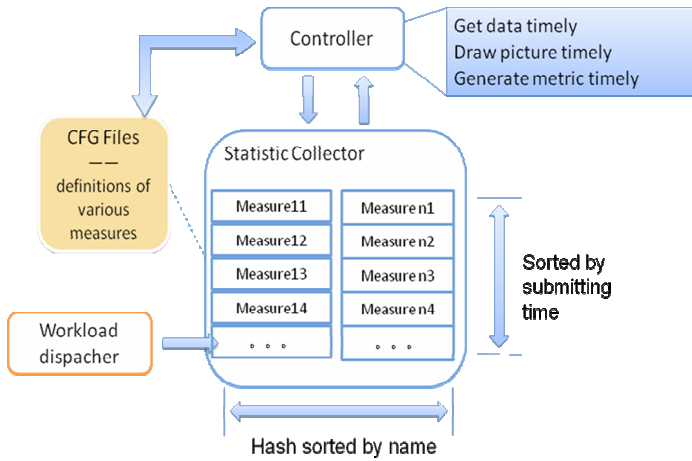 Controller
Get data timely
Draw picture timely
Generate metric timely
CFG Files
——
definitions of
various
measures
Statistic Collector
Measure11
Measure12
Measure13
Measure14
。。。
Measure n1
Measure n2
Measure n3
Measure n4
。。。
Sorted by
submitting
time
Workload
dispacher
Hash sorted by name